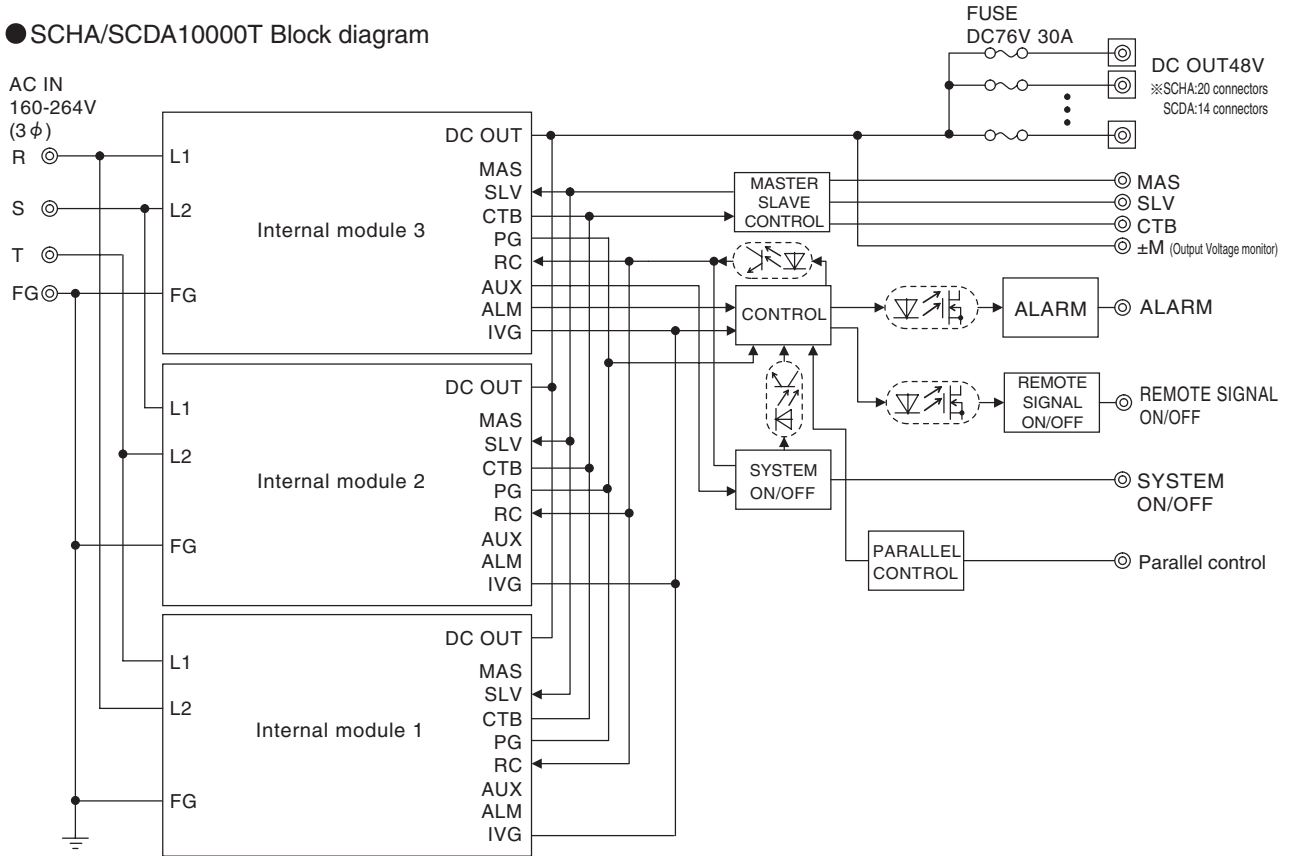 ●SCHA/SCDA10000T Block diagram
FUSE
DC76V 30A
DC OUT48V
※SCHA:20 connectors
SCDA:14 connectors
AC IN
160-264V
(3φ)
R
S
T
FG
L1
L2
FG
Internal module 3
DC OUT
MAS
SLV
CTB
PG
RC
AUX
ALM
IVG
L1
L2
FG
Internal module 2
DC OUT
MAS
SLV
CTB
PG
RC
AUX
ALM
IVG
L1
L2
FG
Internal module 1
DC OUT
MAS
SLV
CTB
PG
RC
AUX
ALM
IVG
MASTER
SLAVE
CONTROL
MAS
SLV
CTB
±M (Output Voltage monitor)
CONTROL
ALARM
ALARM
REMOTE
SIGNAL
ON/OFF
REMOTE SIGNAL
ON/OFF
SYSTEM
ON/OFF
SYSTEM
ON/OFF
PARALLEL
CONTROL
Parallel control